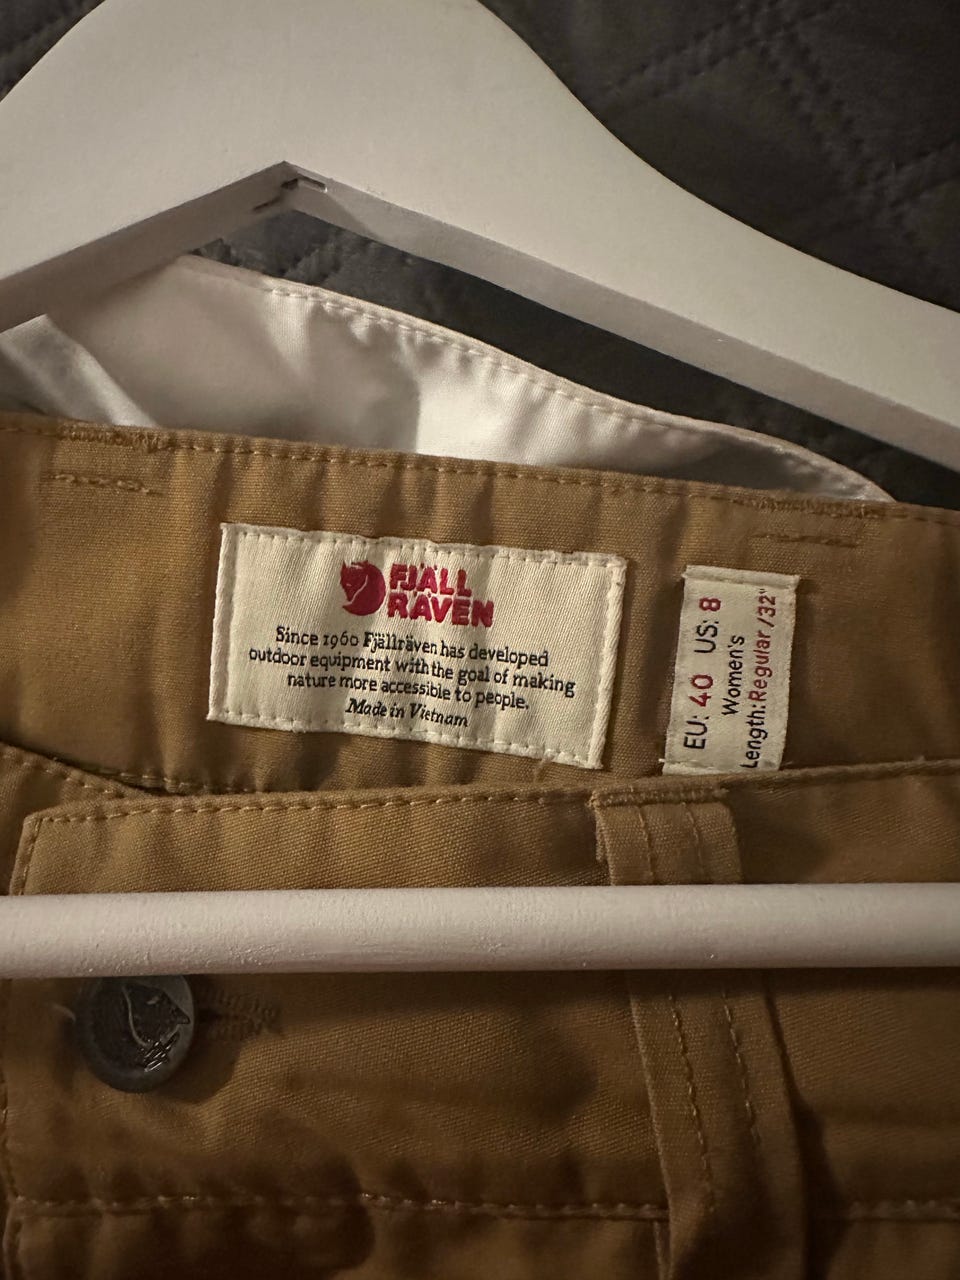 FJÄLL
RÄVEN
Since 1960 Fjällräven has developed
outdoor equipment with the goal of making
nature more accessible to people.
Made in Vietnam
EU: 40 US: 8
Women's
Length: Regular /32"